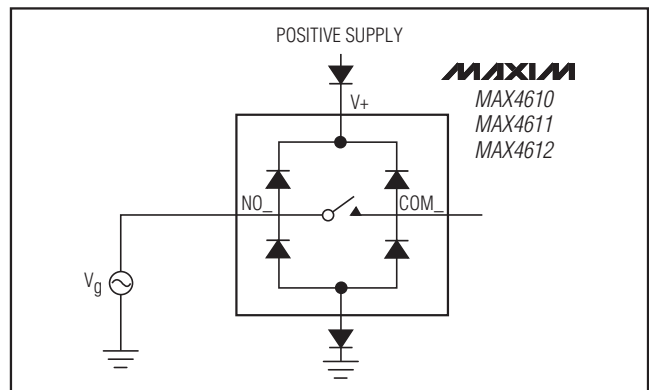 POSITIVE SUPPLY
MAXIM
MAX4610
MAX4611
MAX4612
V+
NO_
COM_
Vg